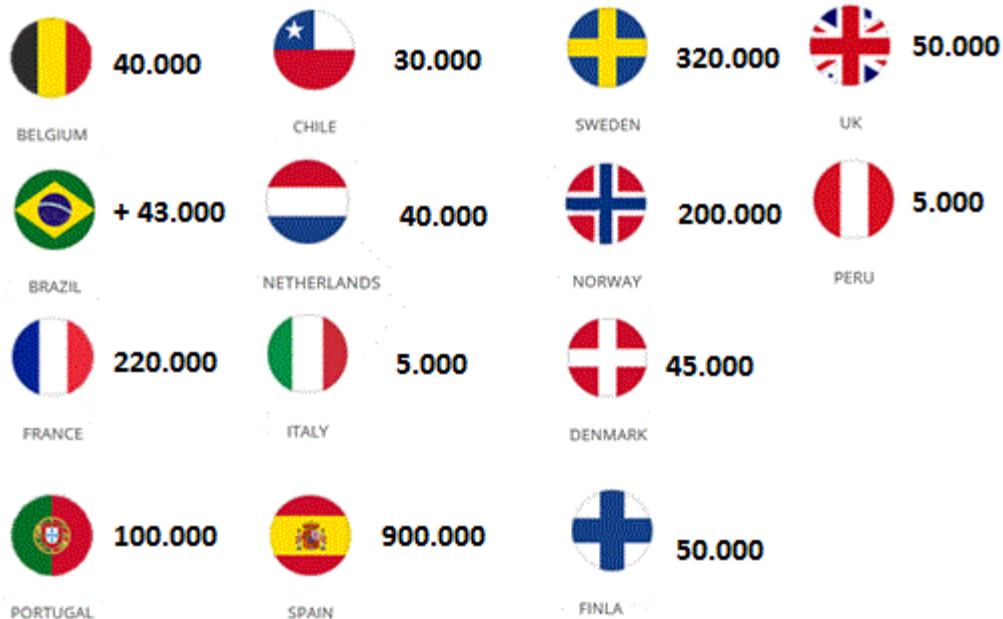 40.000
BELGIUM
30.000
CHILE
320.000
SWEDEN
50.000
UK
+ 43.000
BRAZIL
40.000
NETHERLANDS
200.000
NORWAY
5.000
PERU
220.000
FRANCE
5.000
ITALY
45.000
DENMARK
100.000
PORTUGAL
900.000
SPAIN
50.000
FINLA